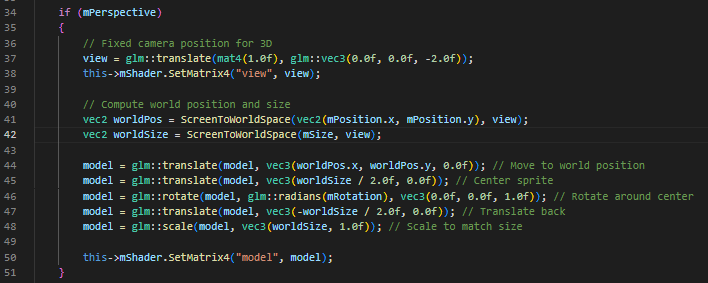 34 if (mPerspective)
35 {
36 // Fixed camera position for 3D
37 view = glm::translate(mat4(1.0f), glm::vec3(0.0f, 0.0f, -2.0f));
38 this->mShader.SetMatrix4("view", view);
39
40 // Compute world position and size
41 vec2 worldPos = ScreenToWorldSpace(vec2(mPosition.x, mPosition.y), view);
42 vec2 worldSize = ScreenToWorldSpace(mSize, view);
43
44 model = glm::translate(model, vec3(worldPos.x, worldPos.y, 0.0f)); // Move to world position
45 model = glm::translate(model, vec3(worldSize / 2.0f, 0.0f)); // Center sprite
46 model = glm::rotate(model, glm::radians(mRotation), vec3(0.0f, 0.0f, 1.0f)); // Rotate around center
47 model = glm::translate(model, vec3(-worldSize / 2.0f, 0.0f)); // Translate back
48 model = glm::scale(model, vec3(worldSize, 1.0f)); // Scale to match size
49
50 this->mShader.SetMatrix4("model", model);
51 }